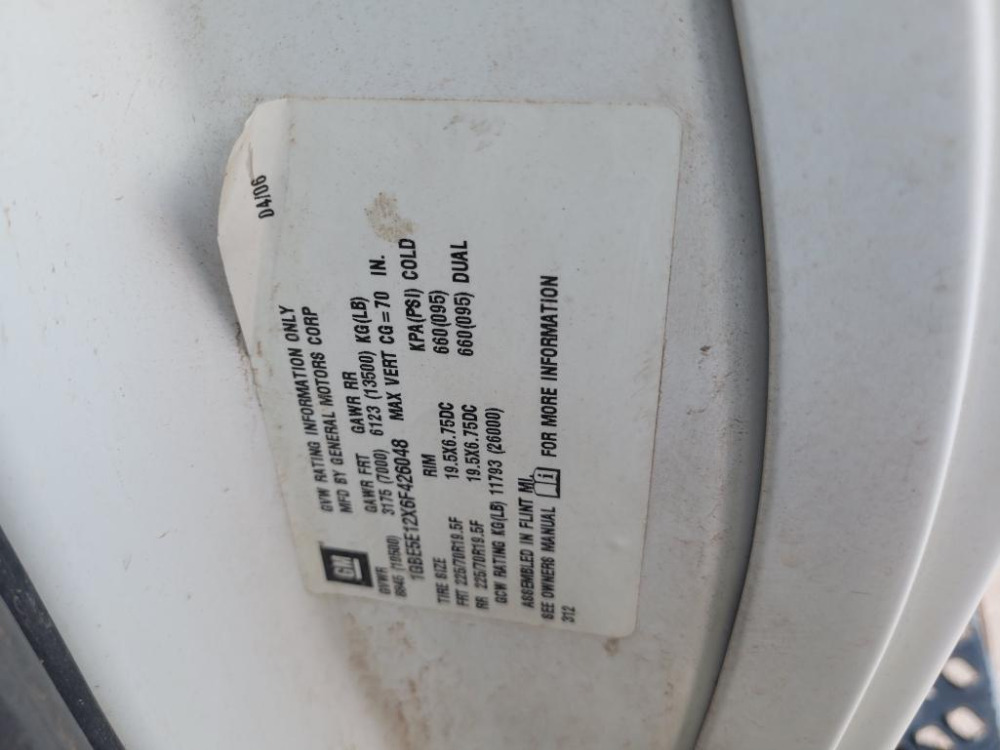 04/06
GM
GVW RATING INFORMATION ONLY
MFD BY GENERAL MOTORS CORP
GVWR GAWR FRT GAWR RR
8845 (19500) 3175 (7000) 6123 (13500) KG(LB)
1GBE5E12X6F426048 MAX VERT CG=70 IN.
TIRE SIZE RIM KPA(PSI) COLD
FRT 225/70R19.5F 19.5X6.75DC 660(095)
RR 225/70R19.5F 19.5X6.75DC 660(095) DUAL
GCW RATING KG(LB) 11793 (26000)
ASSEMBLED IN FLINT MI.
SEE OWNERS MANUAL i FOR MORE INFORMATION
312